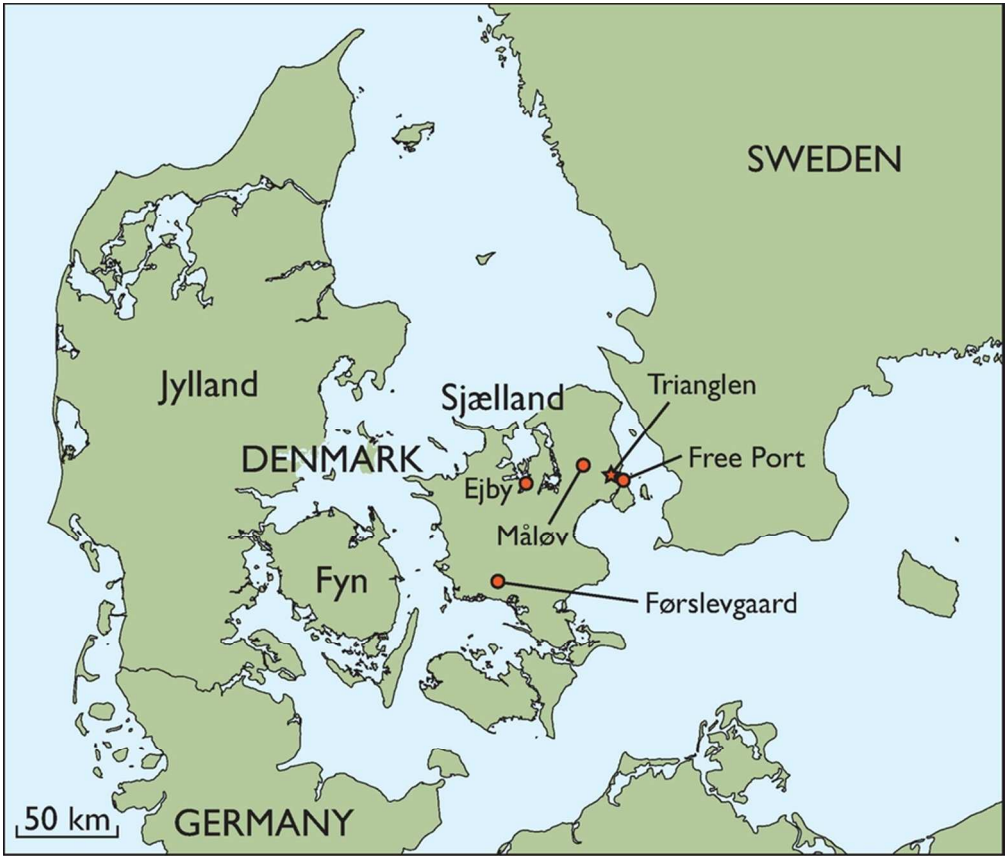 SWEDEN
Jylland
Trianglen
Sjælland
DENMARK
Free Port
Ejby
Måløv
Fyn
Førslevgaard
50 km
GERMANY